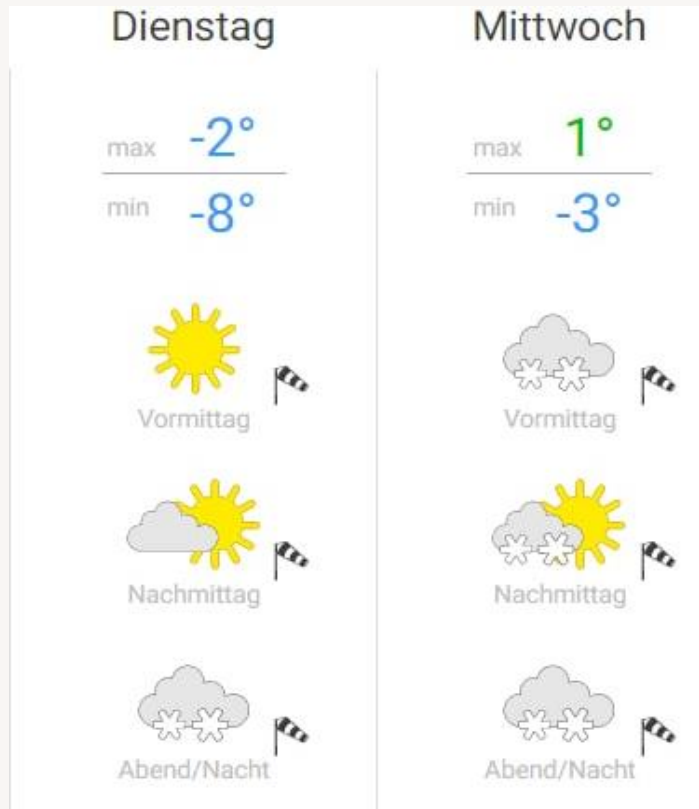 Dienstag
max -2°
min -8°
Vormittag
Nachmittag
Abend/Nacht
Mittwoch
max 1°
min -3°
Vormittag
Nachmittag
Abend/Nacht